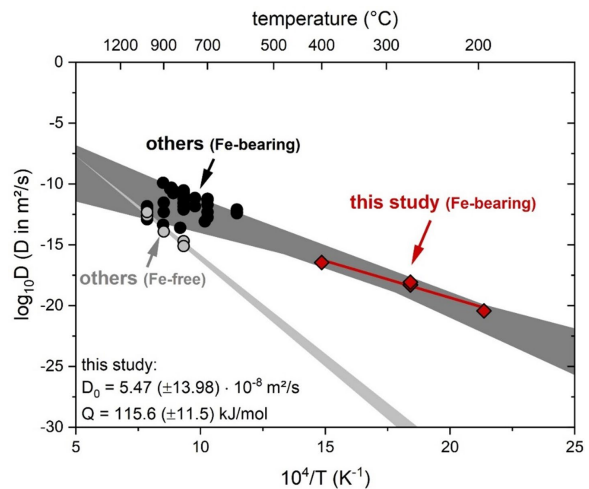 temperature (°C)
1200 900 700 500 400 300 200
0
-5
-10
-15
-20
-25
-30
log₁₀D (D in m²/s)
others (Fe-bearing)
this study (Fe-bearing)
others (Fe-free)
this study:
D₀ = 5.47 (±13.98) · 10⁻⁸ m²/s
Q = 115.6 (±11.5) kJ/mol
5 10 15 20 25
10⁴/T (K⁻¹)